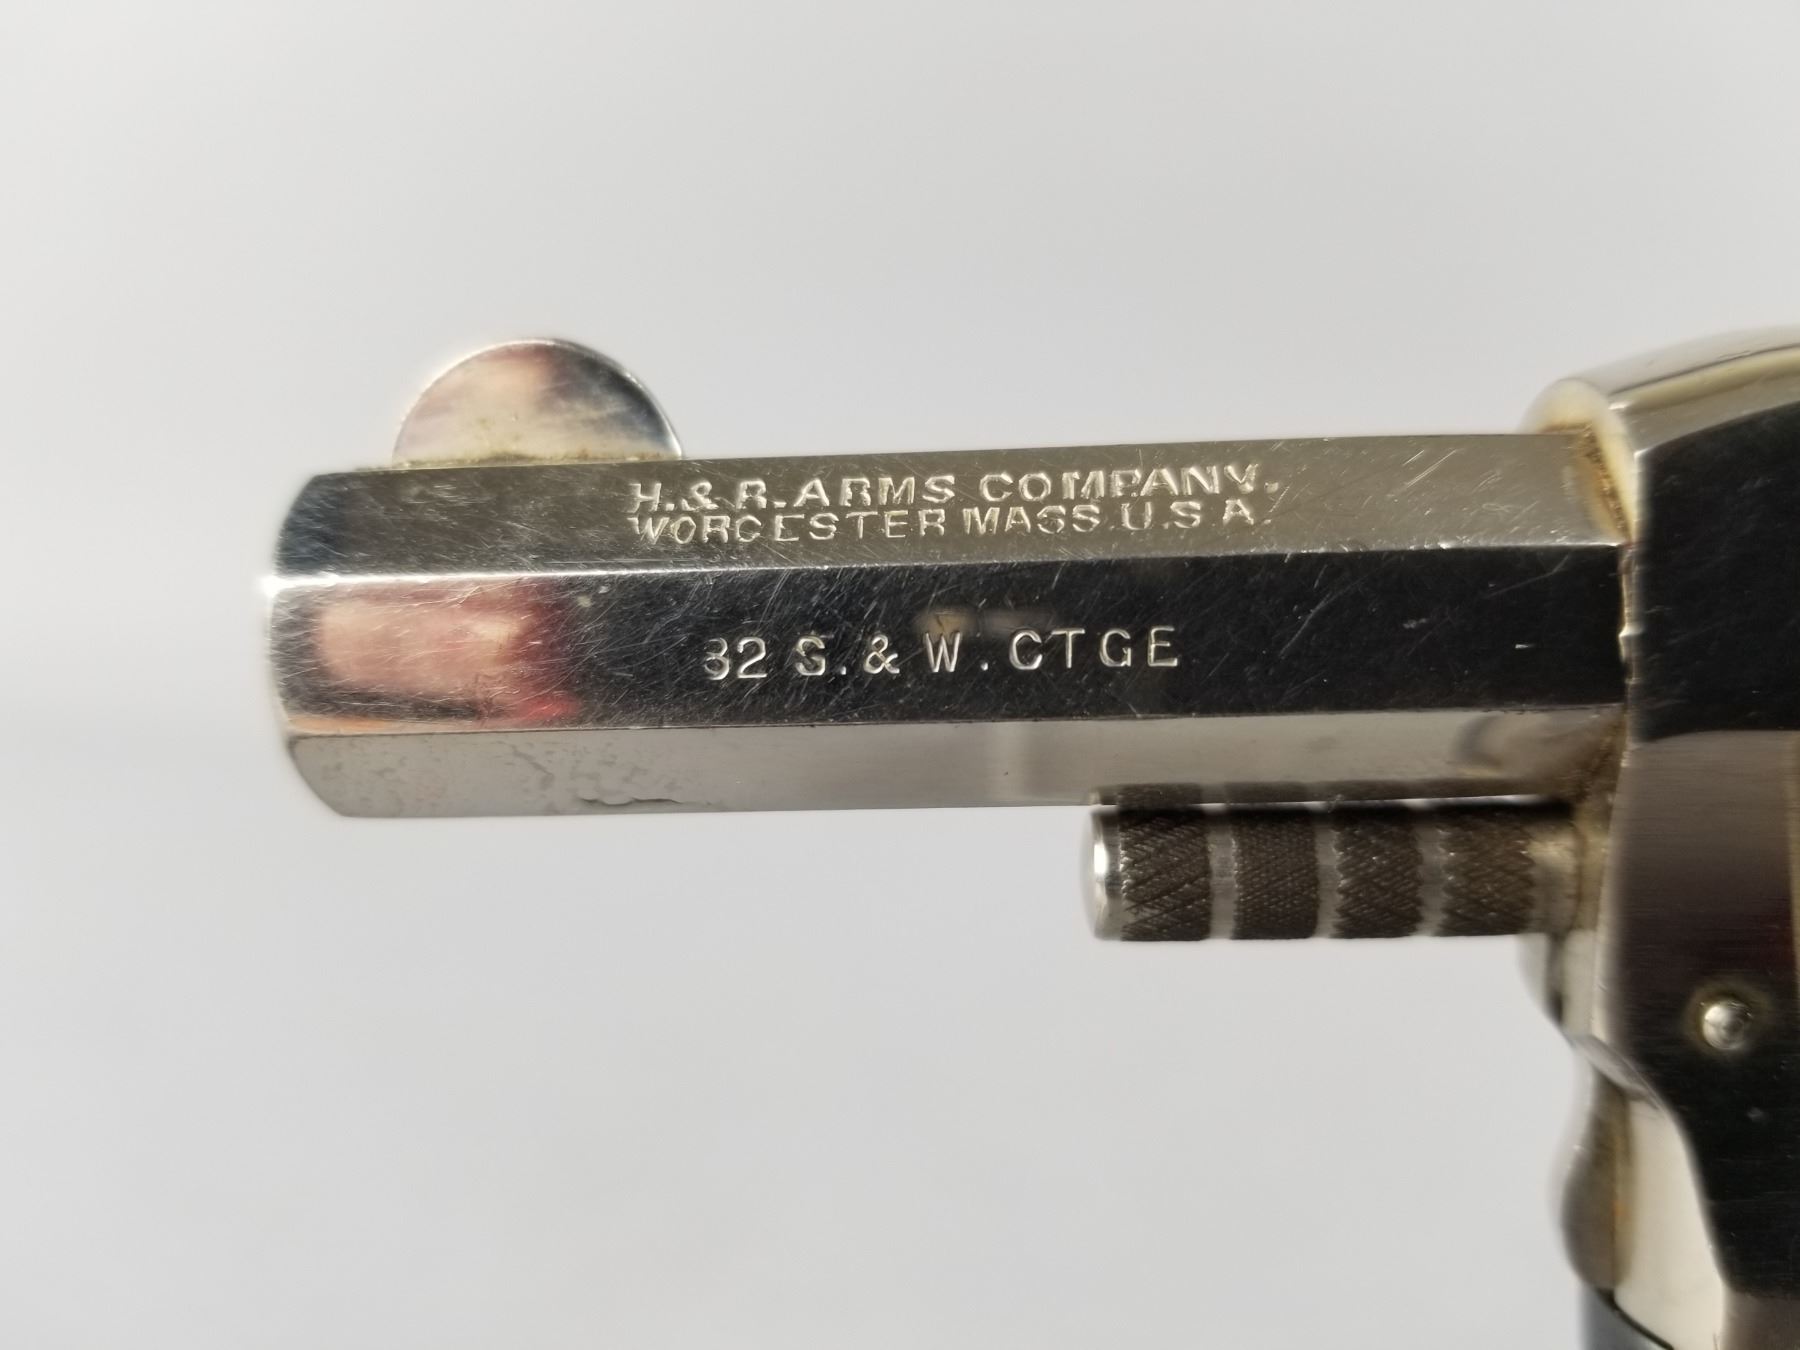 H.& R. ARMS COMPANY.
WORCESTER MASS. U.S.A.
32 S. & W. CTGE